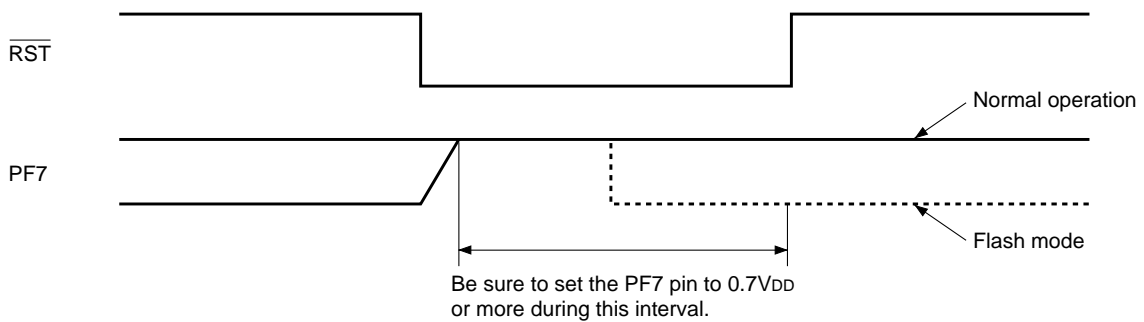 RST
Normal operation
PF7
Flash mode
Be sure to set the PF7 pin to 0.7VDD
or more during this interval.